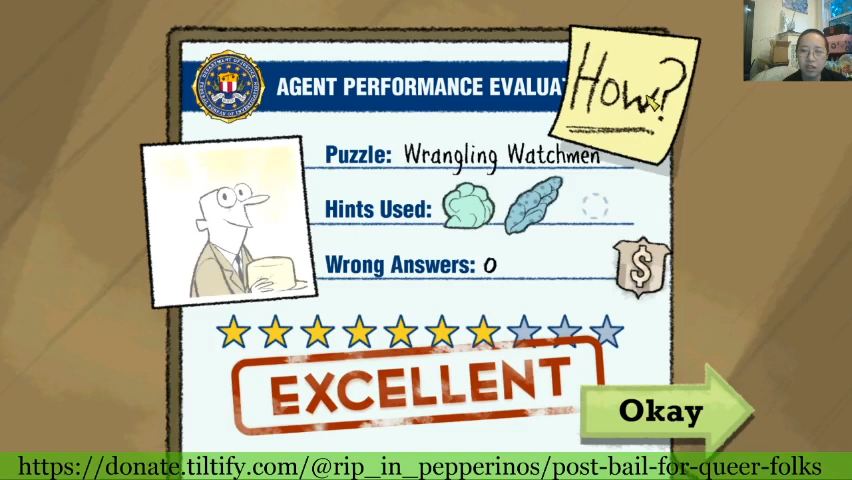 AGENT PERFORMANCE EVALUA
How?
Puzzle: Wrangling Watchmen
Hints Used:
Wrong Answers: 0
$
EXCELLENT
Okay
https://donate.tiltify.com/@rip_in_pepperinos/post-bail-for-queer-folks